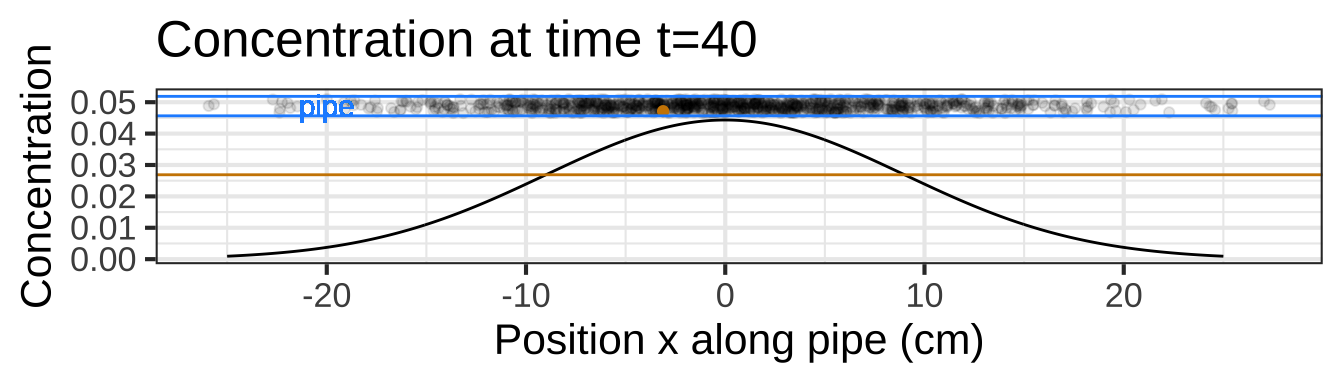 Concentration at time t=40
Concentration
0.05
0.04
0.03
0.02
0.01
0.00
pipe
-20 -10 0 10 20
Position x along pipe (cm)